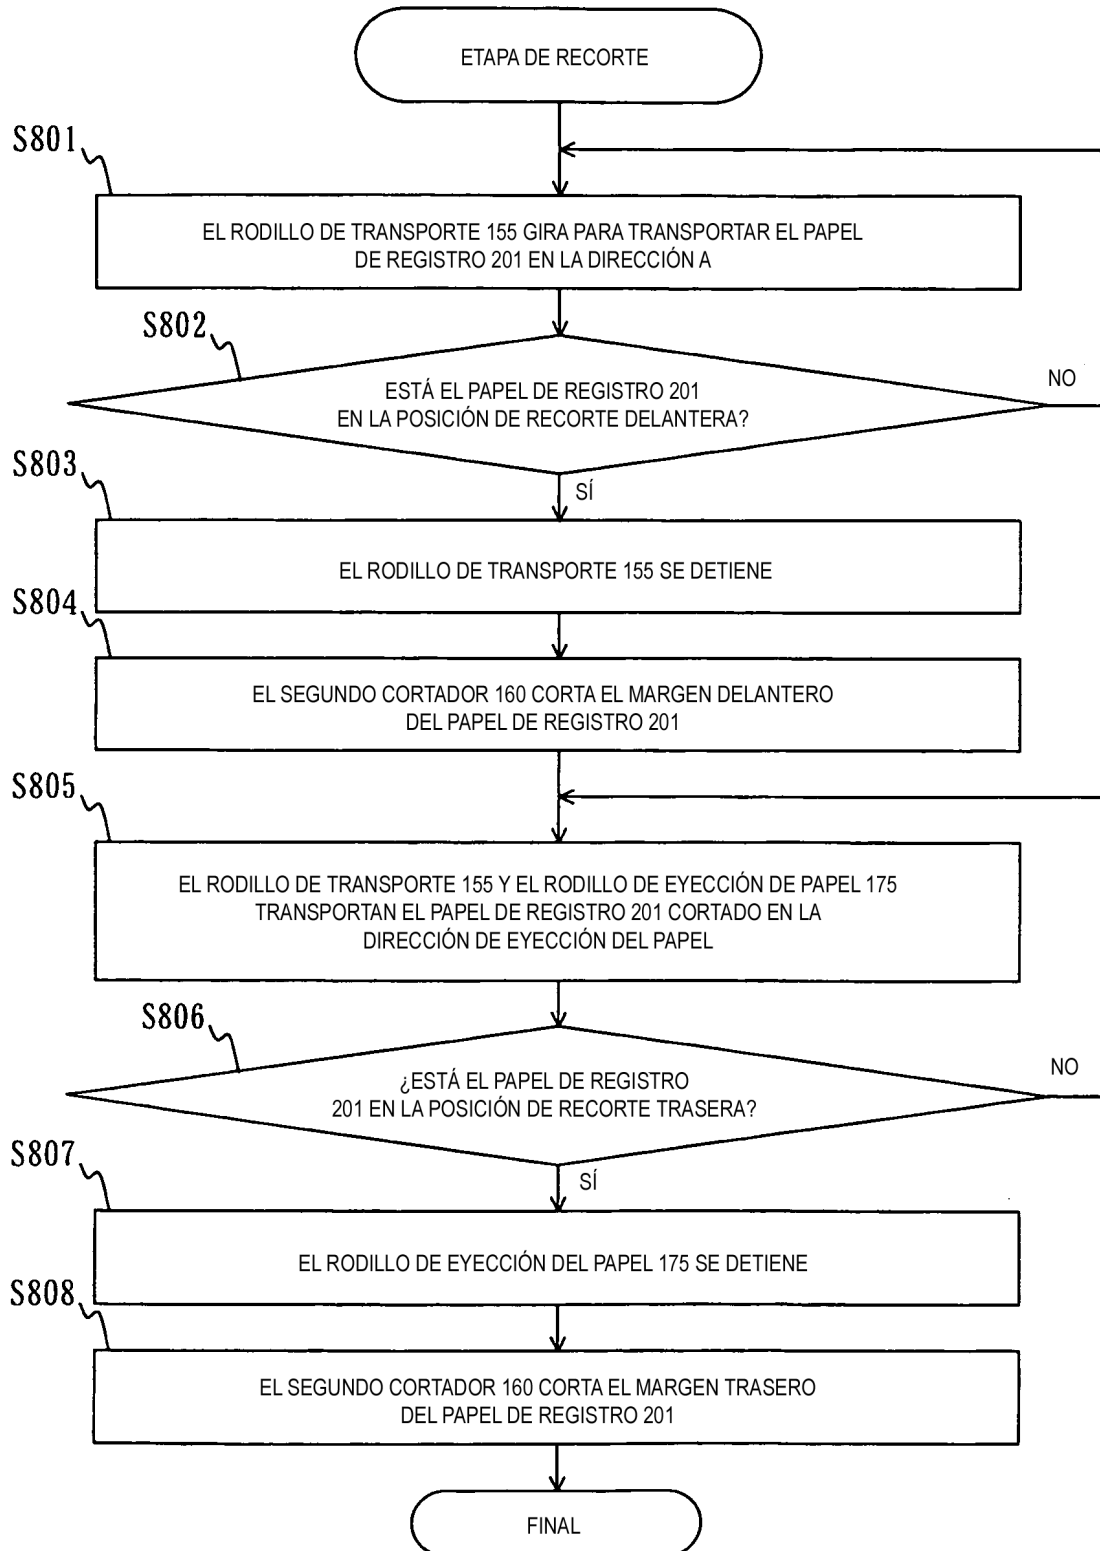 ETAPA DE RECORTE
S801
EL RODILLO DE TRANSPORTE 155 GIRA PARA TRANSPORTAR EL PAPEL
DE REGISTRO 201 EN LA DIRECCIÓN A
S802
ESTÁ EL PAPEL DE REGISTRO 201
EN LA POSICIÓN DE RECORTE DELANTERA?
NO
SÍ
S803
EL RODILLO DE TRANSPORTE 155 SE DETIENE
S804
EL SEGUNDO CORTADOR 160 CORTA EL MARGEN DELANTERO
DEL PAPEL DE REGISTRO 201
S805
EL RODILLO DE TRANSPORTE 155 Y EL RODILLO DE EYECCIÓN DE PAPEL 175
TRANSPORTAN EL PAPEL DE REGISTRO 201 CORTADO EN LA
DIRECCIÓN DE EYECCIÓN DEL PAPEL
S806
¿ESTÁ EL PAPEL DE REGISTRO
201 EN LA POSICIÓN DE RECORTE TRASERA?
NO
SÍ
S807
EL RODILLO DE EYECCIÓN DEL PAPEL 175 SE DETIENE
S808
EL SEGUNDO CORTADOR 160 CORTA EL MARGEN TRASERO
DEL PAPEL DE REGISTRO 201
FINAL